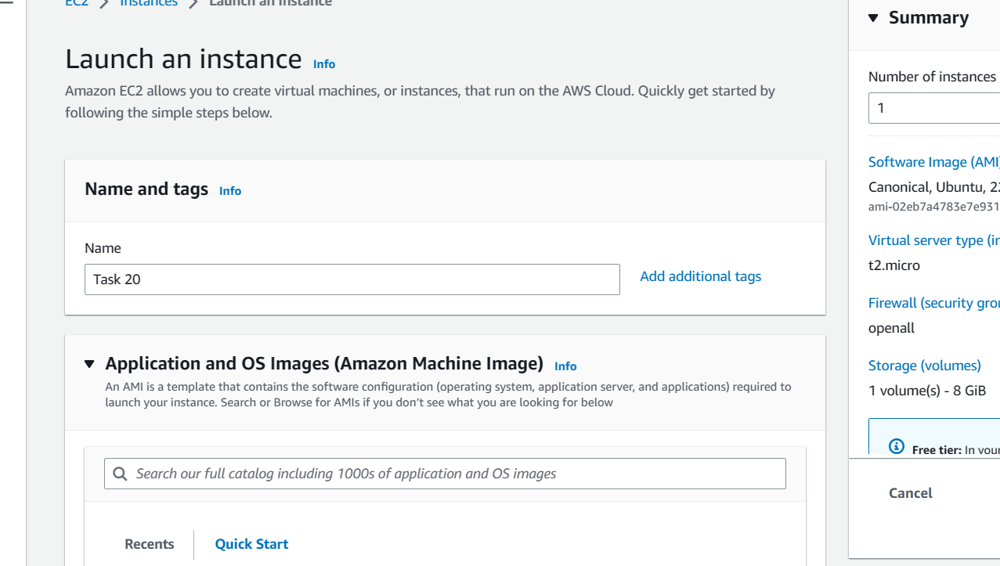 EC2 > Instances > Launch an instance
Launch an instance Info
Amazon EC2 allows you to create virtual machines, or instances, that run on the AWS Cloud. Quickly get started by
following the simple steps below.
Name and tags Info
Name
Task 20
Add additional tags
Application and OS Images (Amazon Machine Image) Info
An AMI is a template that contains the software configuration (operating system, application server, and applications) required to
launch your instance. Search or Browse for AMIs if you don’t see what you are looking for below
Search our full catalog including 1000s of application and OS images
Recents
Quick Start
Summary
Number of instances
1
Software Image (AMI)
Canonical, Ubuntu, 22
ami-02eb7a4783e7e931
Virtual server type (in
t2.micro
Firewall (security grou
openall
Storage (volumes)
1 volume(s) - 8 GiB
Free tier: In your
Cancel